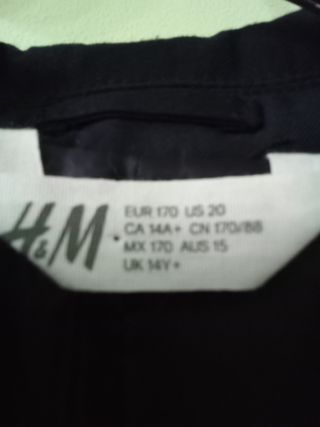 H&M
EUR 170 US 20
CA 14A+ CN 170/88
MX 170 AUS 15
UK 14Y+